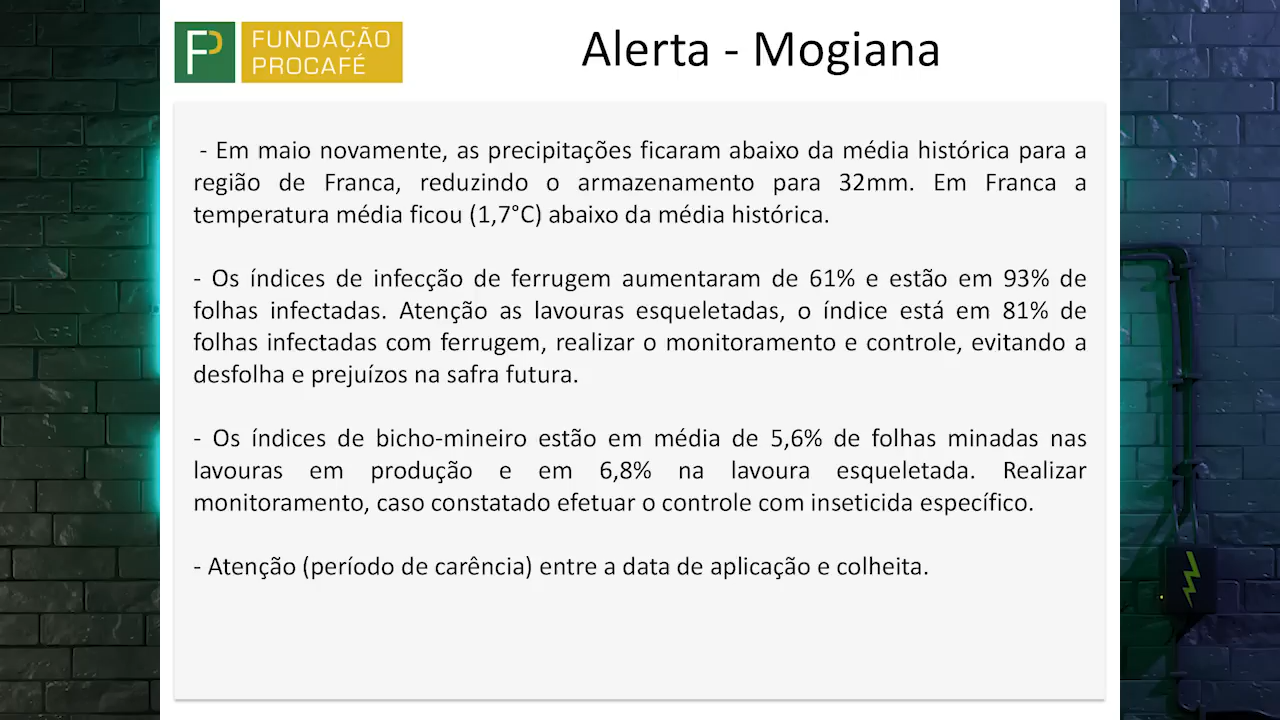 FUNDAÇÃO
PROCAFÉ
Alerta - Mogiana
- Em maio novamente, as precipitações ficaram abaixo da média histórica para a
região de Franca, reduzindo o armazenamento para 32mm. Em Franca a
temperatura média ficou (1,7°C) abaixo da média histórica.
- Os índices de infecção de ferrugem aumentaram de 61% e estão em 93% de
folhas infectadas. Atenção as lavouras esqueletadas, o índice está em 81% de
folhas infectadas com ferrugem, realizar o monitoramento e controle, evitando a
desfolha e prejuízos na safra futura.
- Os índices de bicho-mineiro estão em média de 5,6% de folhas minadas nas
lavouras em produção e em 6,8% na lavoura esqueletada. Realizar
monitoramento, caso constatado efetuar o controle com inseticida específico.
- Atenção (período de carência) entre a data de aplicação e colheita.